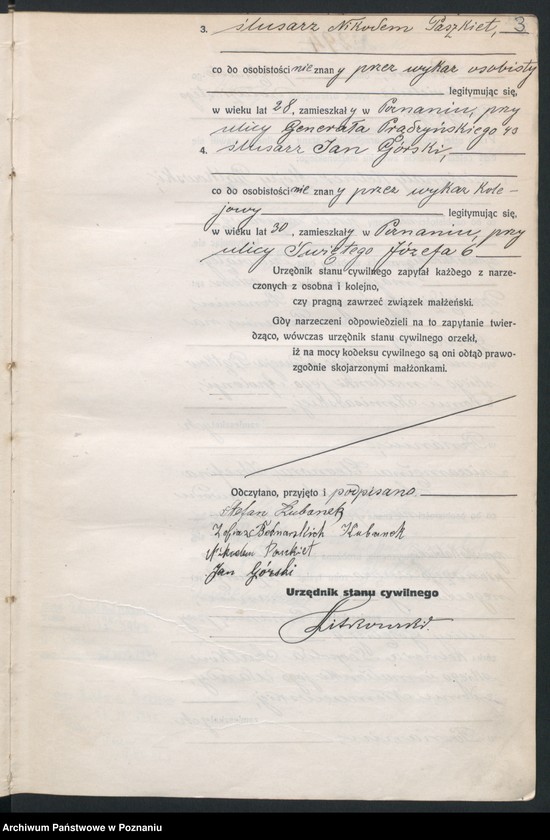 3. ślusarz Nikodem Paszkiet, 3
co do osobistości nie znany przez wykaz osobisty
legitymując się,
w wieku lat 28, zamieszkały w Poznaniu, przy
ulicy Generała Prądzyńskiego 43
4. ślusarz Jan Górski,
co do osobistości nie znany przez wykaz kole-
jowy legitymując się,
w wieku lat 30, zamieszkały w Poznaniu, przy
ulicy Świętego Józefa 6
Urzędnik stanu cywilnego zapytał każdego z narze-
czonych z osobna i kolejno,
czy pragną zawrzeć związek małżeński.
Gdy narzeczeni odpowiedzieli na to zapytanie twier-
dząco, wówczas urzędnik stanu cywilnego orzekł,
iż na mocy kodeksu cywilnego są oni odtąd prawo-
zgodnie skojarzonymi małżonkami.
Odczytano, przyjęto i podpisano.
Stefan Kubanek
Zofia z Bednarskich Kubanek
Nikodem Paszkiet
Jan Górski
Urzędnik stanu cywilnego
Archiwum Państwowe w Poznaniu